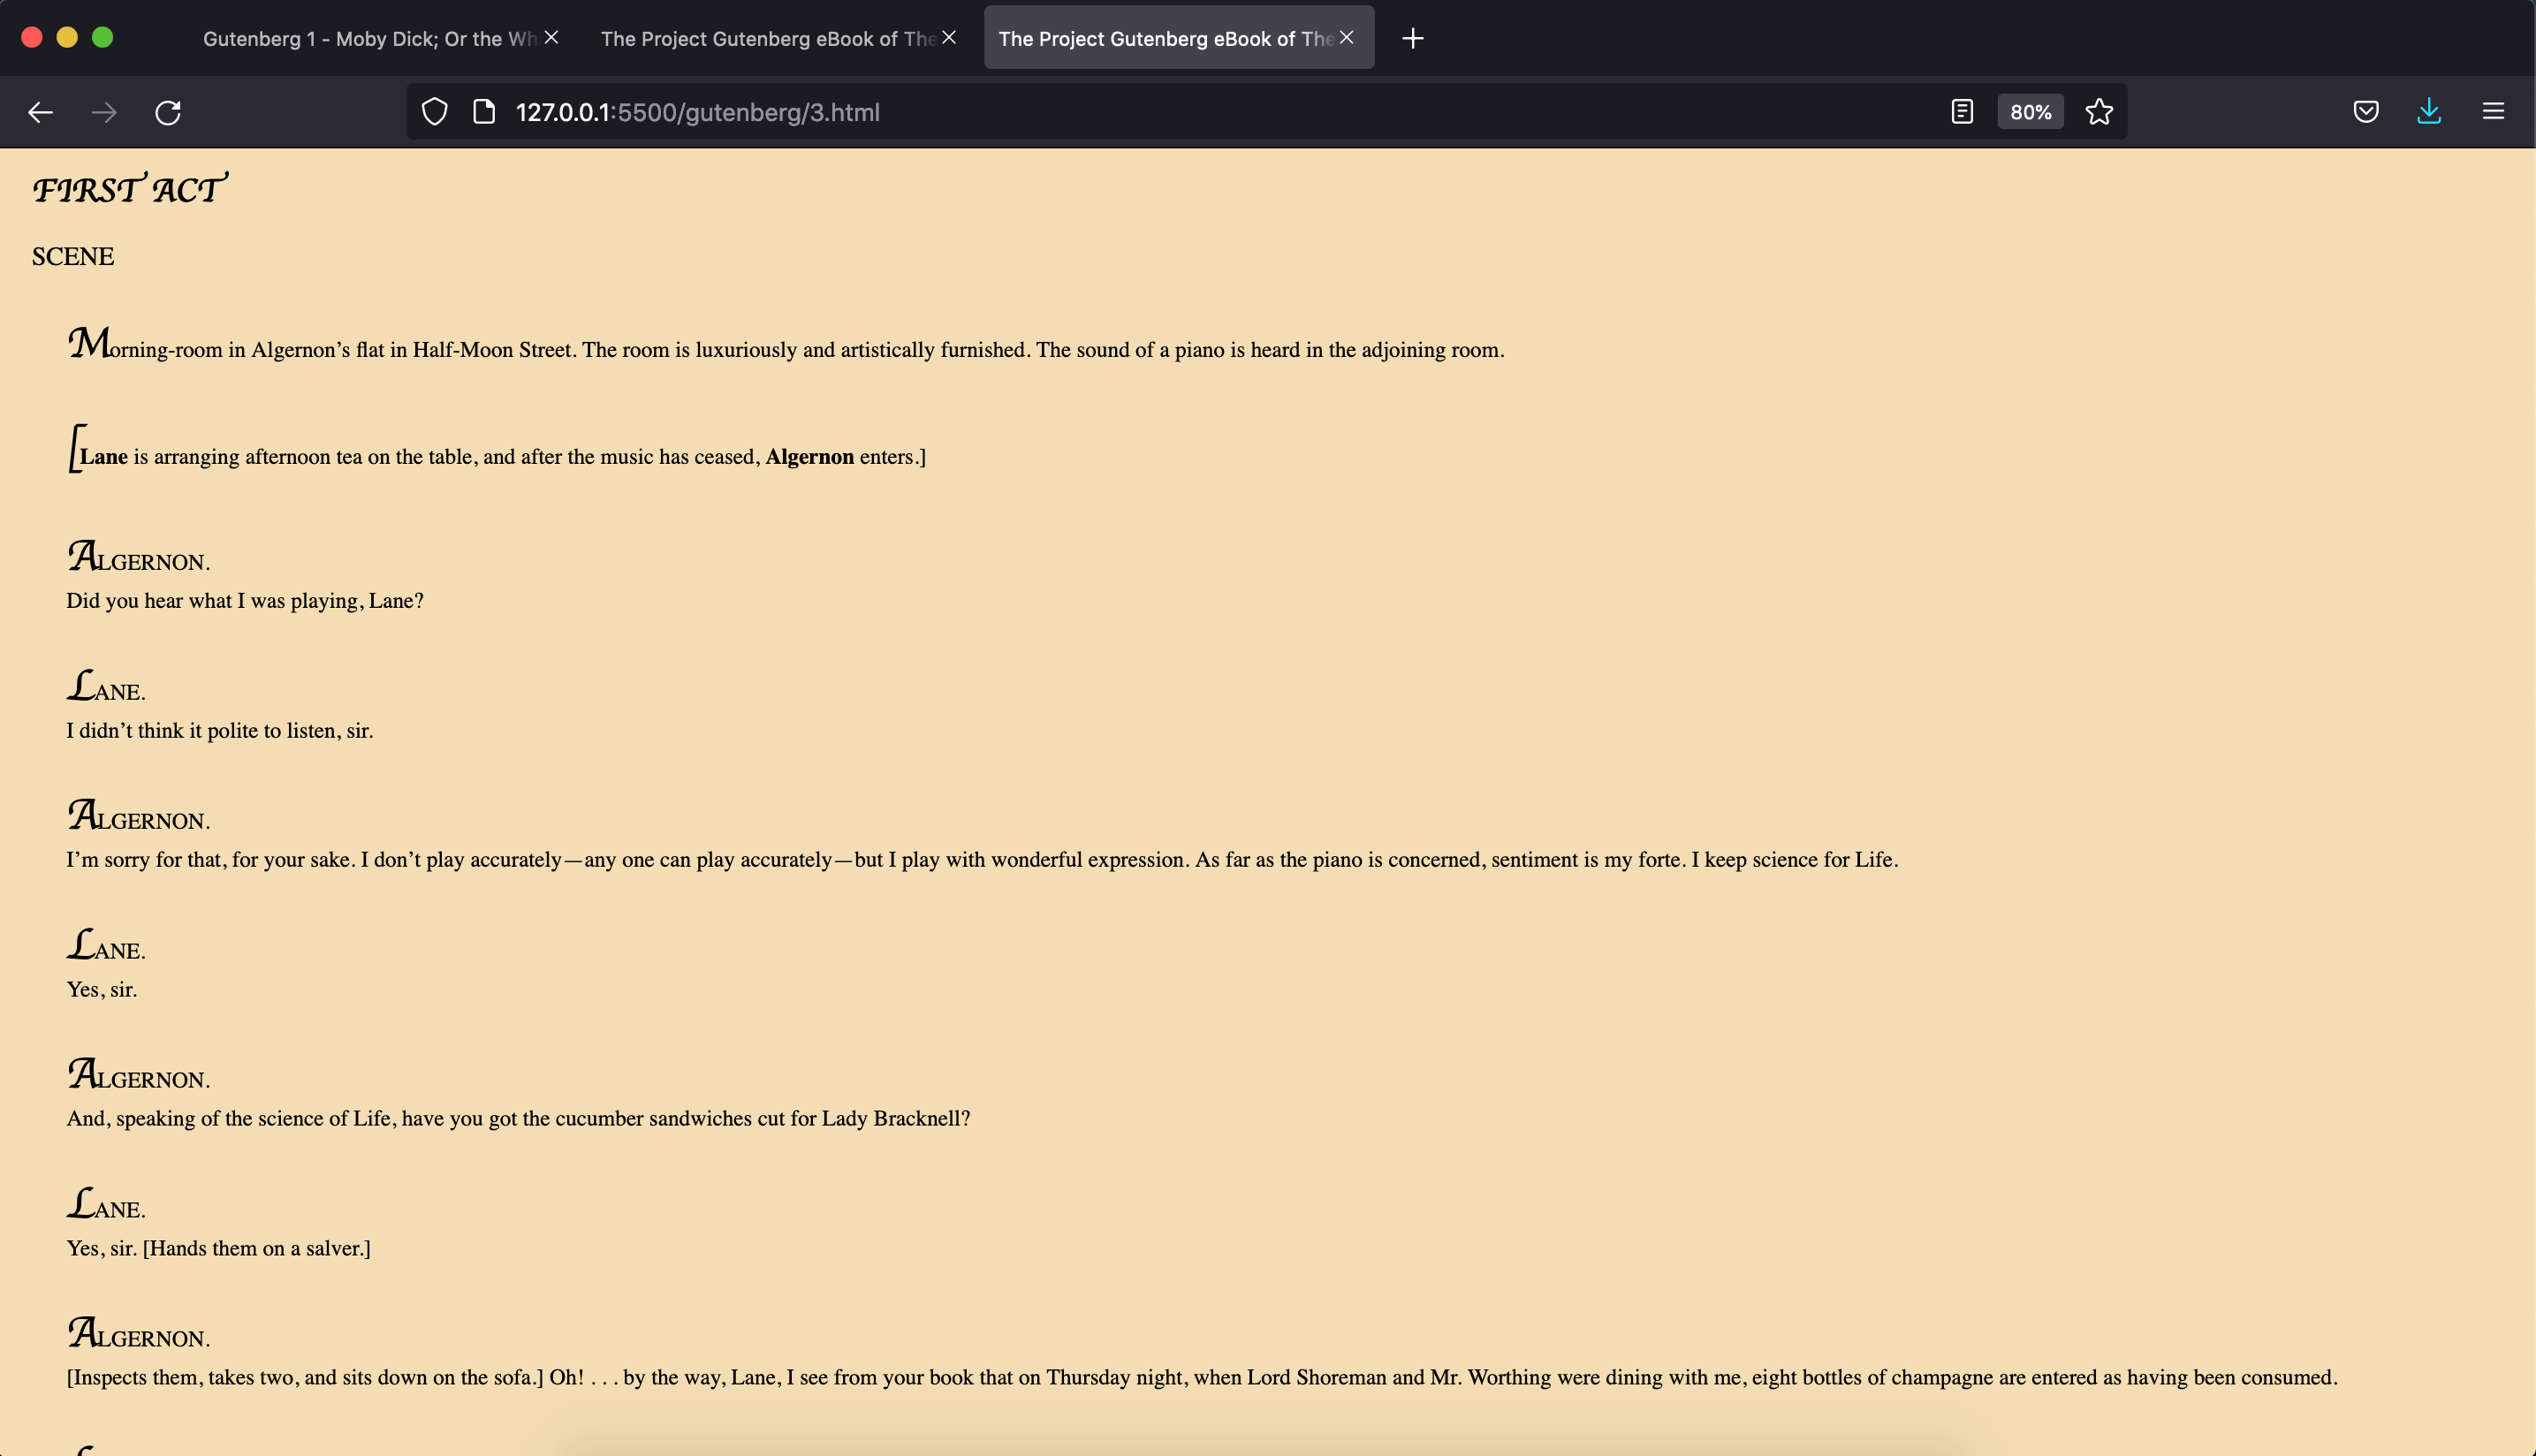 Gutenberg 1 - Moby Dick; Or the Wh
The Project Gutenberg eBook of The
The Project Gutenberg eBook of The
127.0.0.1:5500/gutenberg/3.html
80%
FIRST ACT
SCENE
Morning-room in Algernon’s flat in Half-Moon Street. The room is luxuriously and artistically furnished. The sound of a piano is heard in the adjoining room.
[Lane is arranging afternoon tea on the table, and after the music has ceased, Algernon enters.]
ALGERNON.
Did you hear what I was playing, Lane?
LANE.
I didn’t think it polite to listen, sir.
ALGERNON.
I’m sorry for that, for your sake. I don’t play accurately—any one can play accurately—but I play with wonderful expression. As far as the piano is concerned, sentiment is my forte. I keep science for Life.
LANE.
Yes, sir.
ALGERNON.
And, speaking of the science of Life, have you got the cucumber sandwiches cut for Lady Bracknell?
LANE.
Yes, sir. [Hands them on a salver.]
ALGERNON.
[Inspects them, takes two, and sits down on the sofa.] Oh! . . . by the way, Lane, I see from your book that on Thursday night, when Lord Shoreman and Mr. Worthing were dining with me, eight bottles of champagne are entered as having been consumed.